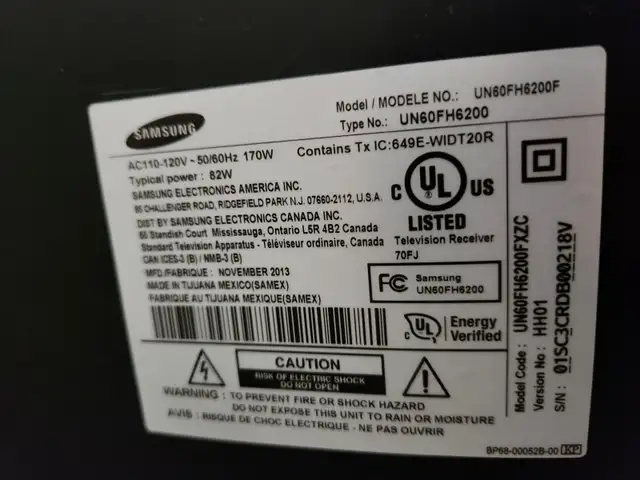 SAMSUNG
Model / MODELE NO.: UN60FH6200F
Type No.: UN60FH6200
AC110-120V ~ 50/60Hz 170W
Contains Tx IC:649E-WIDT20R
Typical power : 82W
SAMSUNG ELECTRONICS AMERICA INC.
85 CHALLENGER ROAD, RIDGEFIELD PARK N.J. 07660-2112, U.S.A.
DIST BY SAMSUNG ELECTRONICS CANADA INC.
55 Standish Court Mississauga, Ontario L5R 4B2 Canada
Standard Television Apparatus - Téléviseur ordinaire, Canada
CAN ICES-3 (B) / NMB-3 (B)
MFD/FABRIQUE : NOVEMBER 2013
MADE IN TIJUANA MEXICO(SAMEX)
FABRIQUE AU TIJUANA MEXIQUE(SAMEX)
C UL US
LISTED
Television Receiver
70FJ
FC Samsung
UN60FH6200
C UL Energy
Verified
CAUTION
RISK OF ELECTRIC SHOCK
DO NOT OPEN
WARNING : TO PREVENT FIRE OR SHOCK HAZARD
DO NOT EXPOSE THIS UNIT TO RAIN OR MOISTURE
AVIS : RISQUE DE CHOC ELECTRIQUE - NE PAS OUVRIR
Model Code : UN60FH6200FXZC
Version No : HH01
S/N : 01SC3CRDB00218V
BP68-00052B-00 KP